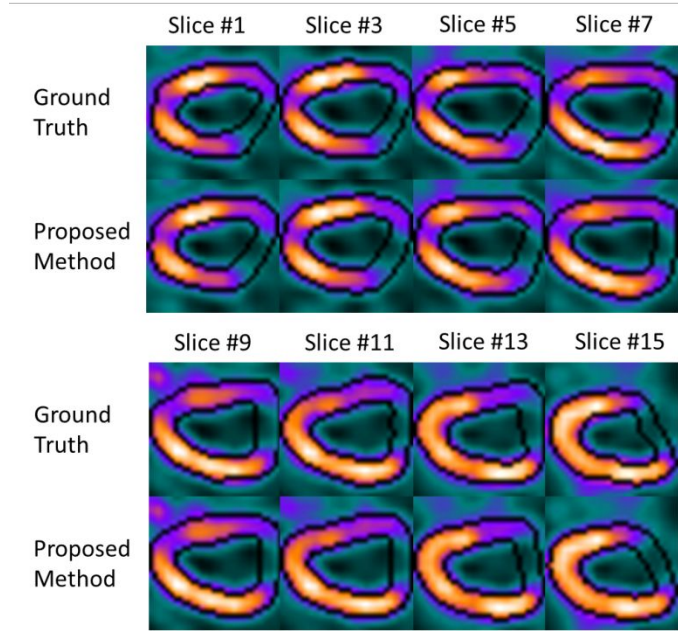 Slice #1 Slice #3 Slice #5 Slice #7
Ground
Truth
Proposed
Method
Slice #9 Slice #11 Slice #13 Slice #15
Ground
Truth
Proposed
Method